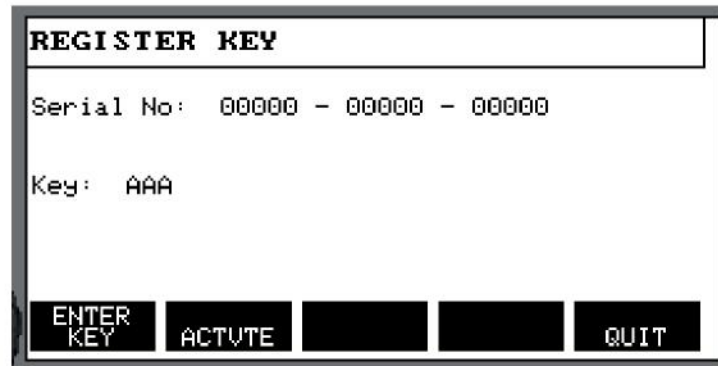 REGISTER KEY
Serial No: 00000 - 00000 - 00000
Key: AAA
ENTER KEY
ACTVTE
QUIT